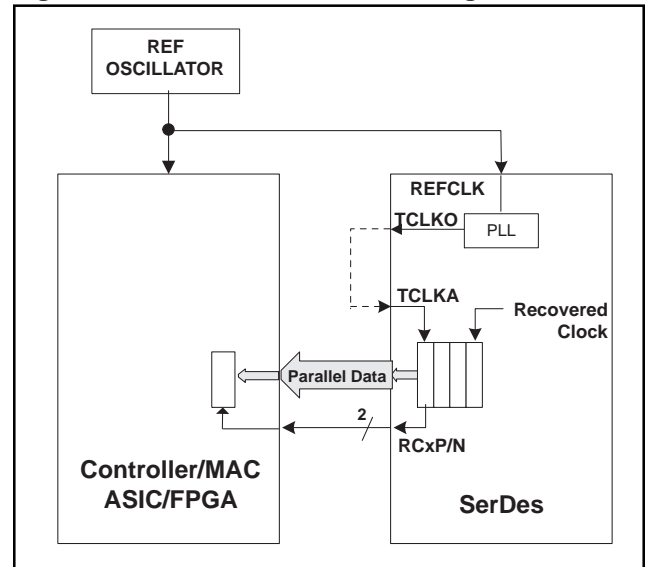 REF
OSCILLATOR
REFCLK
TCLKO
PLL
TCLKA
Recovered
Clock
Parallel Data
2
RCxP/N
Controller/MAC
ASIC/FPGA
SerDes